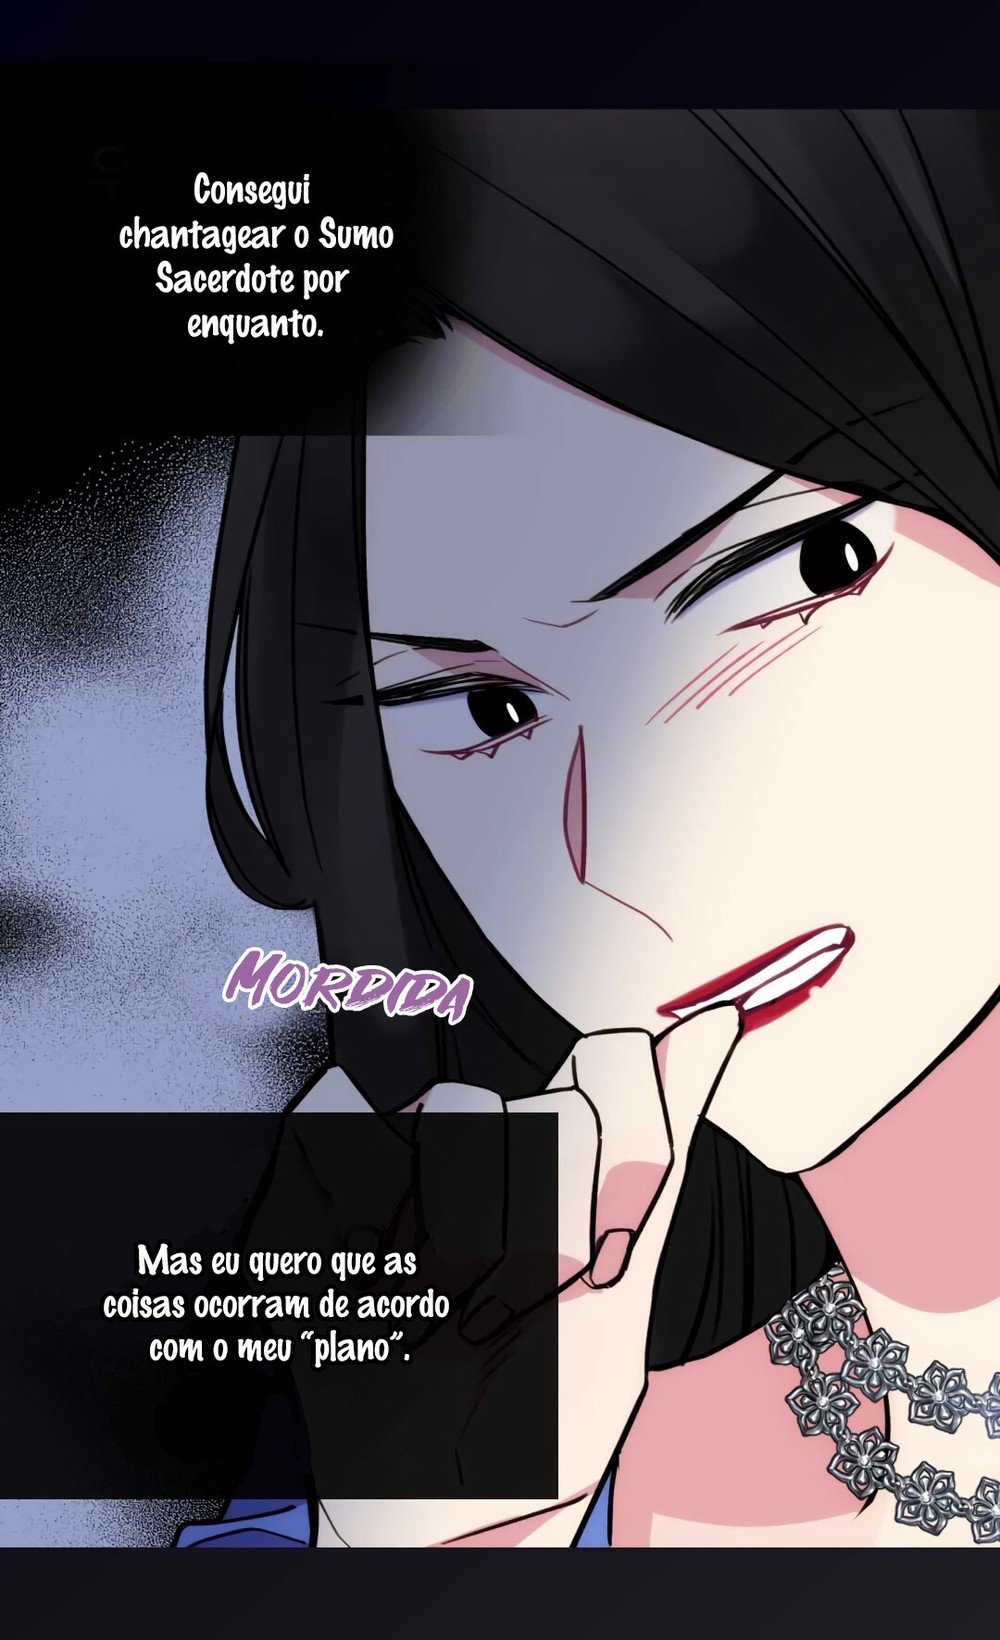 Consegui
chantagear o Sumo
Sacerdote por
enquanto.
MORDIDA
Mas eu quero que as
coisas ocorram de acordo
com o meu “plano”.